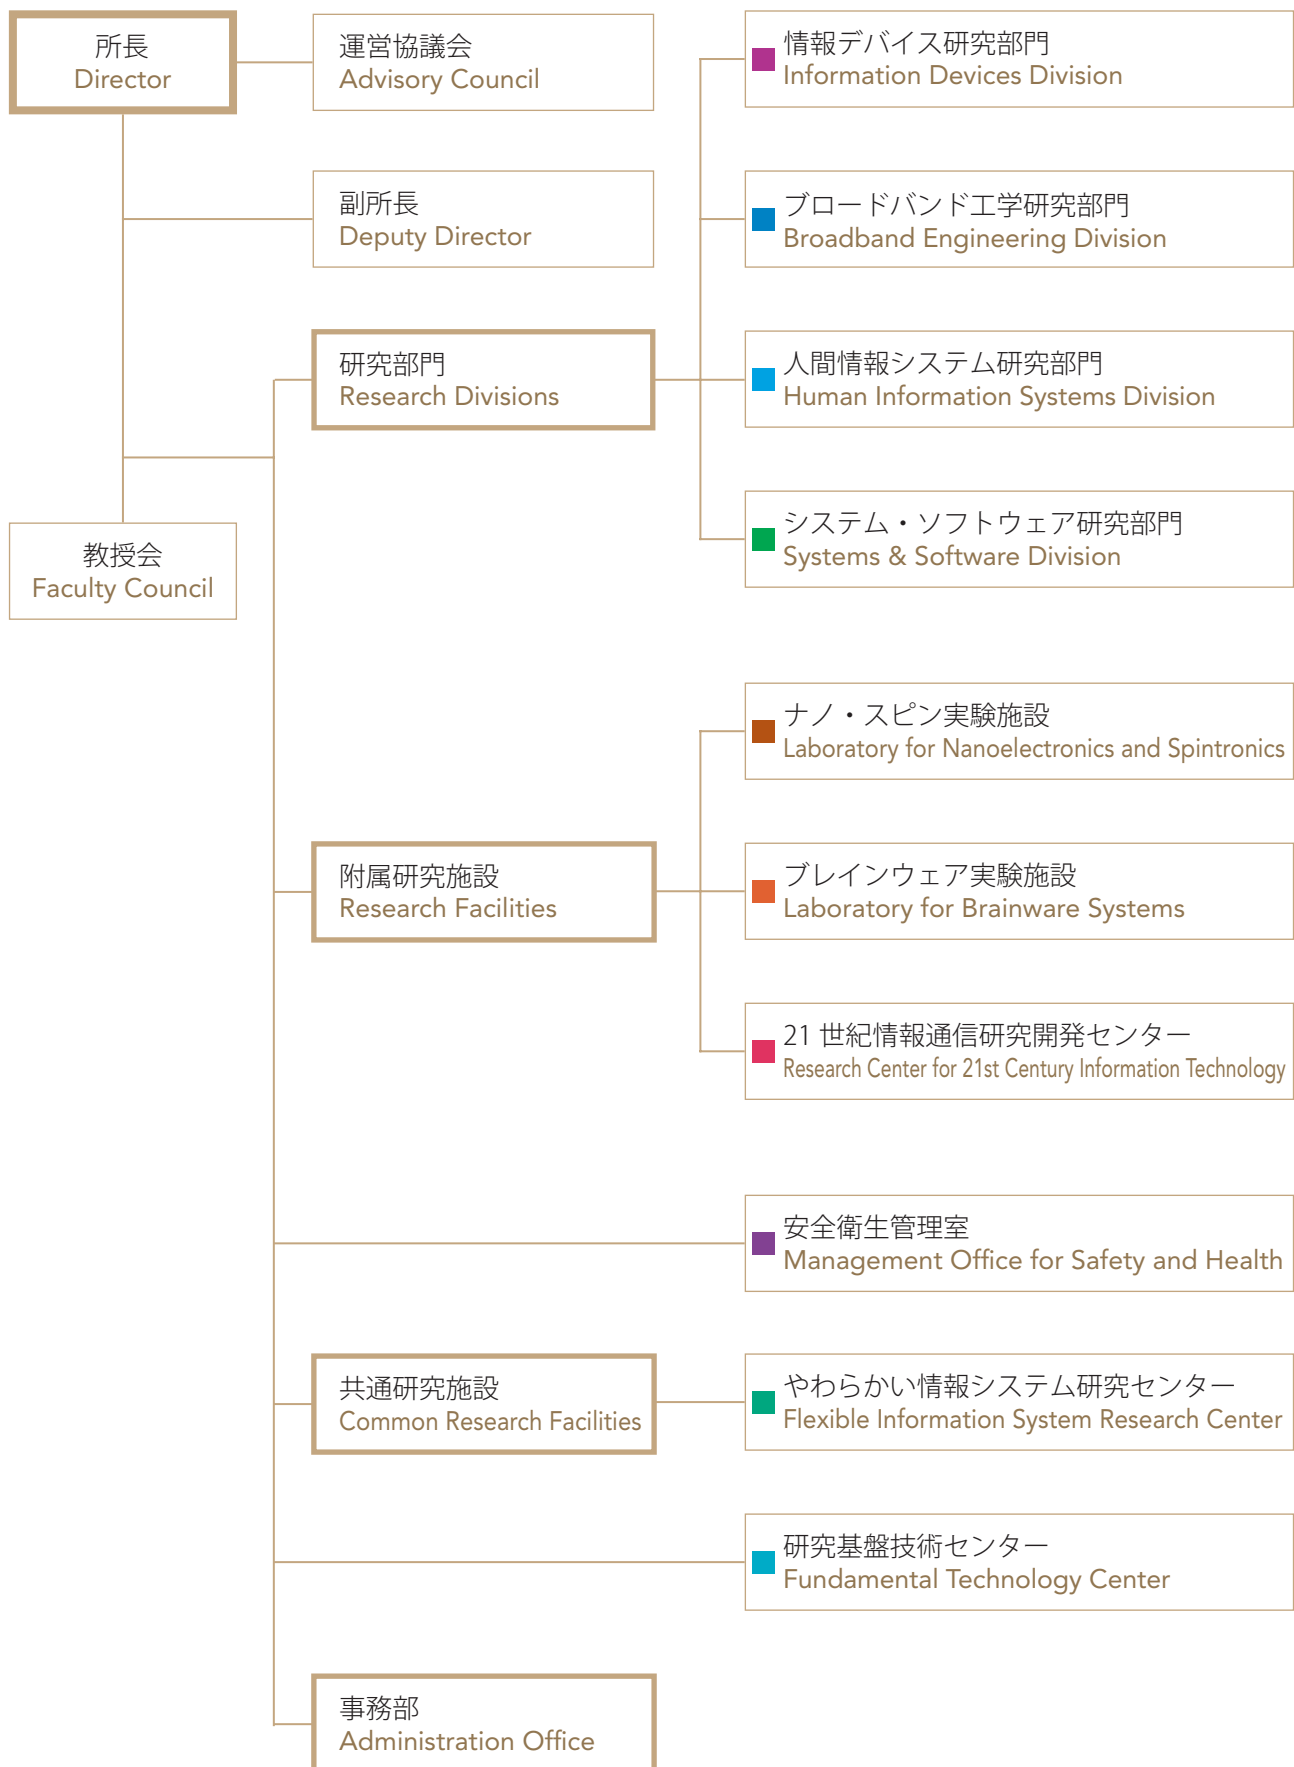 所長
Director
運営協議会
Advisory Council
副所長
Deputy Director
研究部門
Research Divisions
情報デバイス研究部門
Information Devices Division
ブロードバンド工学研究部門
Broadband Engineering Division
人間情報システム研究部門
Human Information Systems Division
システム・ソフトウェア研究部門
Systems & Software Division
教授会
Faculty Council
附属研究施設
Research Facilities
ナノ・スピン実験施設
Laboratory for Nanoelectronics and Spintronics
ブレインウェア実験施設
Laboratory for Brainware Systems
21 世紀情報通信研究開発センター
Research Center for 21st Century Information Technology
安全衛生管理室
Management Office for Safety and Health
共通研究施設
Common Research Facilities
やわらかい情報システム研究センター
Flexible Information System Research Center
研究基盤技術センター
Fundamental Technology Center
事務部
Administration Office